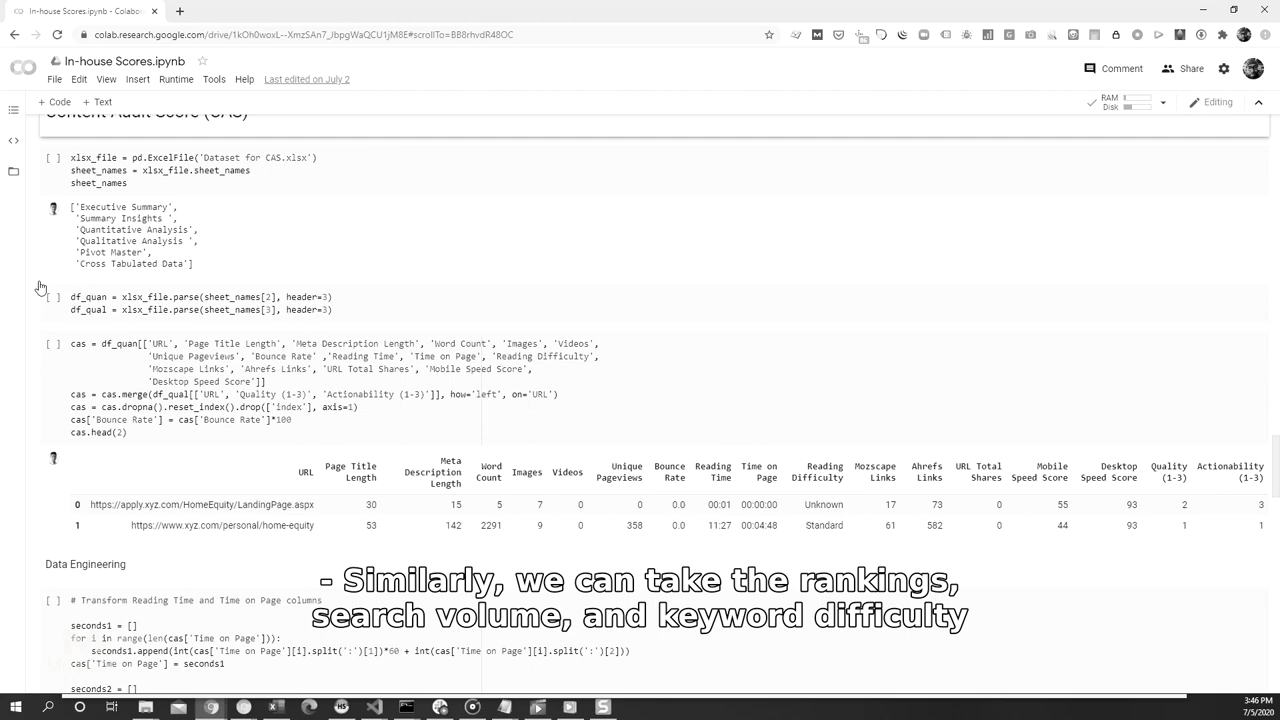 In-house Scores.ipynb - Colabou
colab.research.google.com/drive/1kOh0woxL--XmzSAn7_JbpgWaQCU1jM8E#scrollTo=BB8rhvdR48OC
In-house Scores.ipynb
Comment
Share
File Edit View Insert Runtime Tools Help Last edited on July 2
+ Code + Text
RAM
Disk
Editing
Content Audit Score (CAS)
[ ] xlsx_file = pd.ExcelFile('Dataset for CAS.xlsx')
sheet_names = xlsx_file.sheet_names
sheet_names
['Executive Summary',
'Summary Insights ',
'Quantitative Analysis',
'Qualitative Analysis ',
'Pivot Master',
'Cross Tabulated Data']
[ ] df_quan = xlsx_file.parse(sheet_names[2], header=3)
df_qual = xlsx_file.parse(sheet_names[3], header=3)
[ ] cas = df_quan[['URL', 'Page Title Length', 'Meta Description Length', 'Word Count', 'Images', 'Videos',
'Unique Pageviews', 'Bounce Rate' ,'Reading Time', 'Time on Page', 'Reading Difficulty',
'Mozscape Links', 'Ahrefs Links', 'URL Total Shares', 'Mobile Speed Score',
'Desktop Speed Score']]
cas = cas.merge(df_qual[['URL', 'Quality (1-3)', 'Actionability (1-3)']], how='left', on='URL')
cas = cas.dropna().reset_index().drop(['index'], axis=1)
cas['Bounce Rate'] = cas['Bounce Rate']*100
cas.head(2)
URL Page Title Length Meta Description Length Word Count Images Videos Unique Pageviews Bounce Rate Reading Time Time on Page Reading Difficulty Mozscape Links Ahrefs Links URL Total Shares Mobile Speed Score Desktop Speed Score Quality (1-3) Actionability (1-3)
0 https://apply.xyz.com/HomeEquity/LandingPage.aspx 30 15 5 7 0 0 0.0 00:01 00:00:00 Unknown 17 73 0 55 93 2 3
1 https://www.xyz.com/personal/home-equity 53 142 2291 9 0 358 0.0 11:27 00:04:48 Standard 61 582 0 44 93 1 1
Data Engineering
- Similarly, we can take the rankings,
search volume, and keyword difficulty
[ ] # Transform Reading Time and Time on Page columns
seconds1 = []
for i in range(len(cas['Time on Page'])):
seconds1.append(int(cas['Time on Page'][i].split(':')[1])*60 + int(cas['Time on Page'][i].split(':')[2]))
cas['Time on Page'] = seconds1
seconds2 = []
3:46 PM
7/5/2020